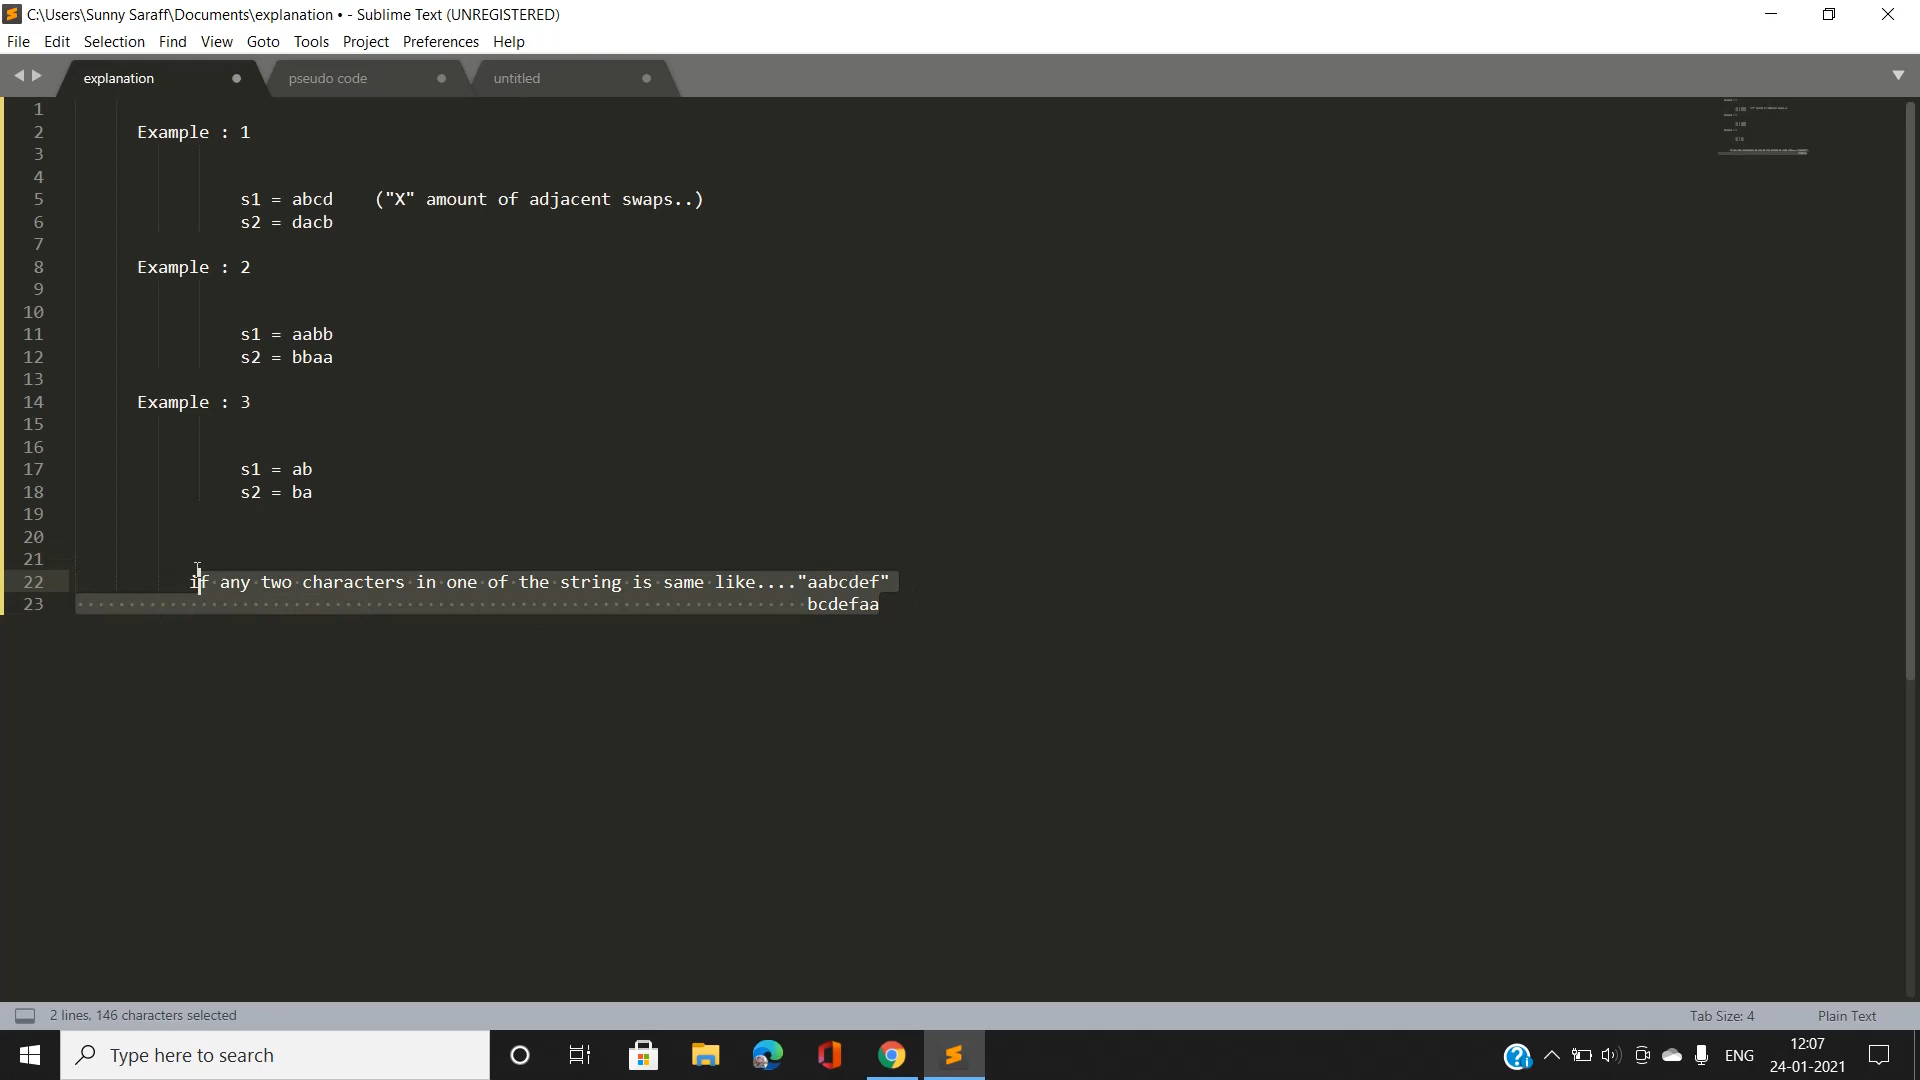 C:\Users\Sunny Saraff\Documents\explanation • - Sublime Text (UNREGISTERED)
File Edit Selection Find View Goto Tools Project Preferences Help
explanation pseudo code untitled
1
2 Example : 1
3
4
5 s1 = abcd ("X" amount of adjacent swaps..)
6 s2 = dacb
7
8 Example : 2
9
10
11 s1 = aabb
12 s2 = bbaa
13
14 Example : 3
15
16
17 s1 = ab
18 s2 = ba
19
20
21
22 if any two characters in one of the string is same like...."aabcdef"
23 bcdefaa
2 lines, 146 characters selected Tab Size: 4 Plain Text
Type here to search ENG 12:07
24-01-2021